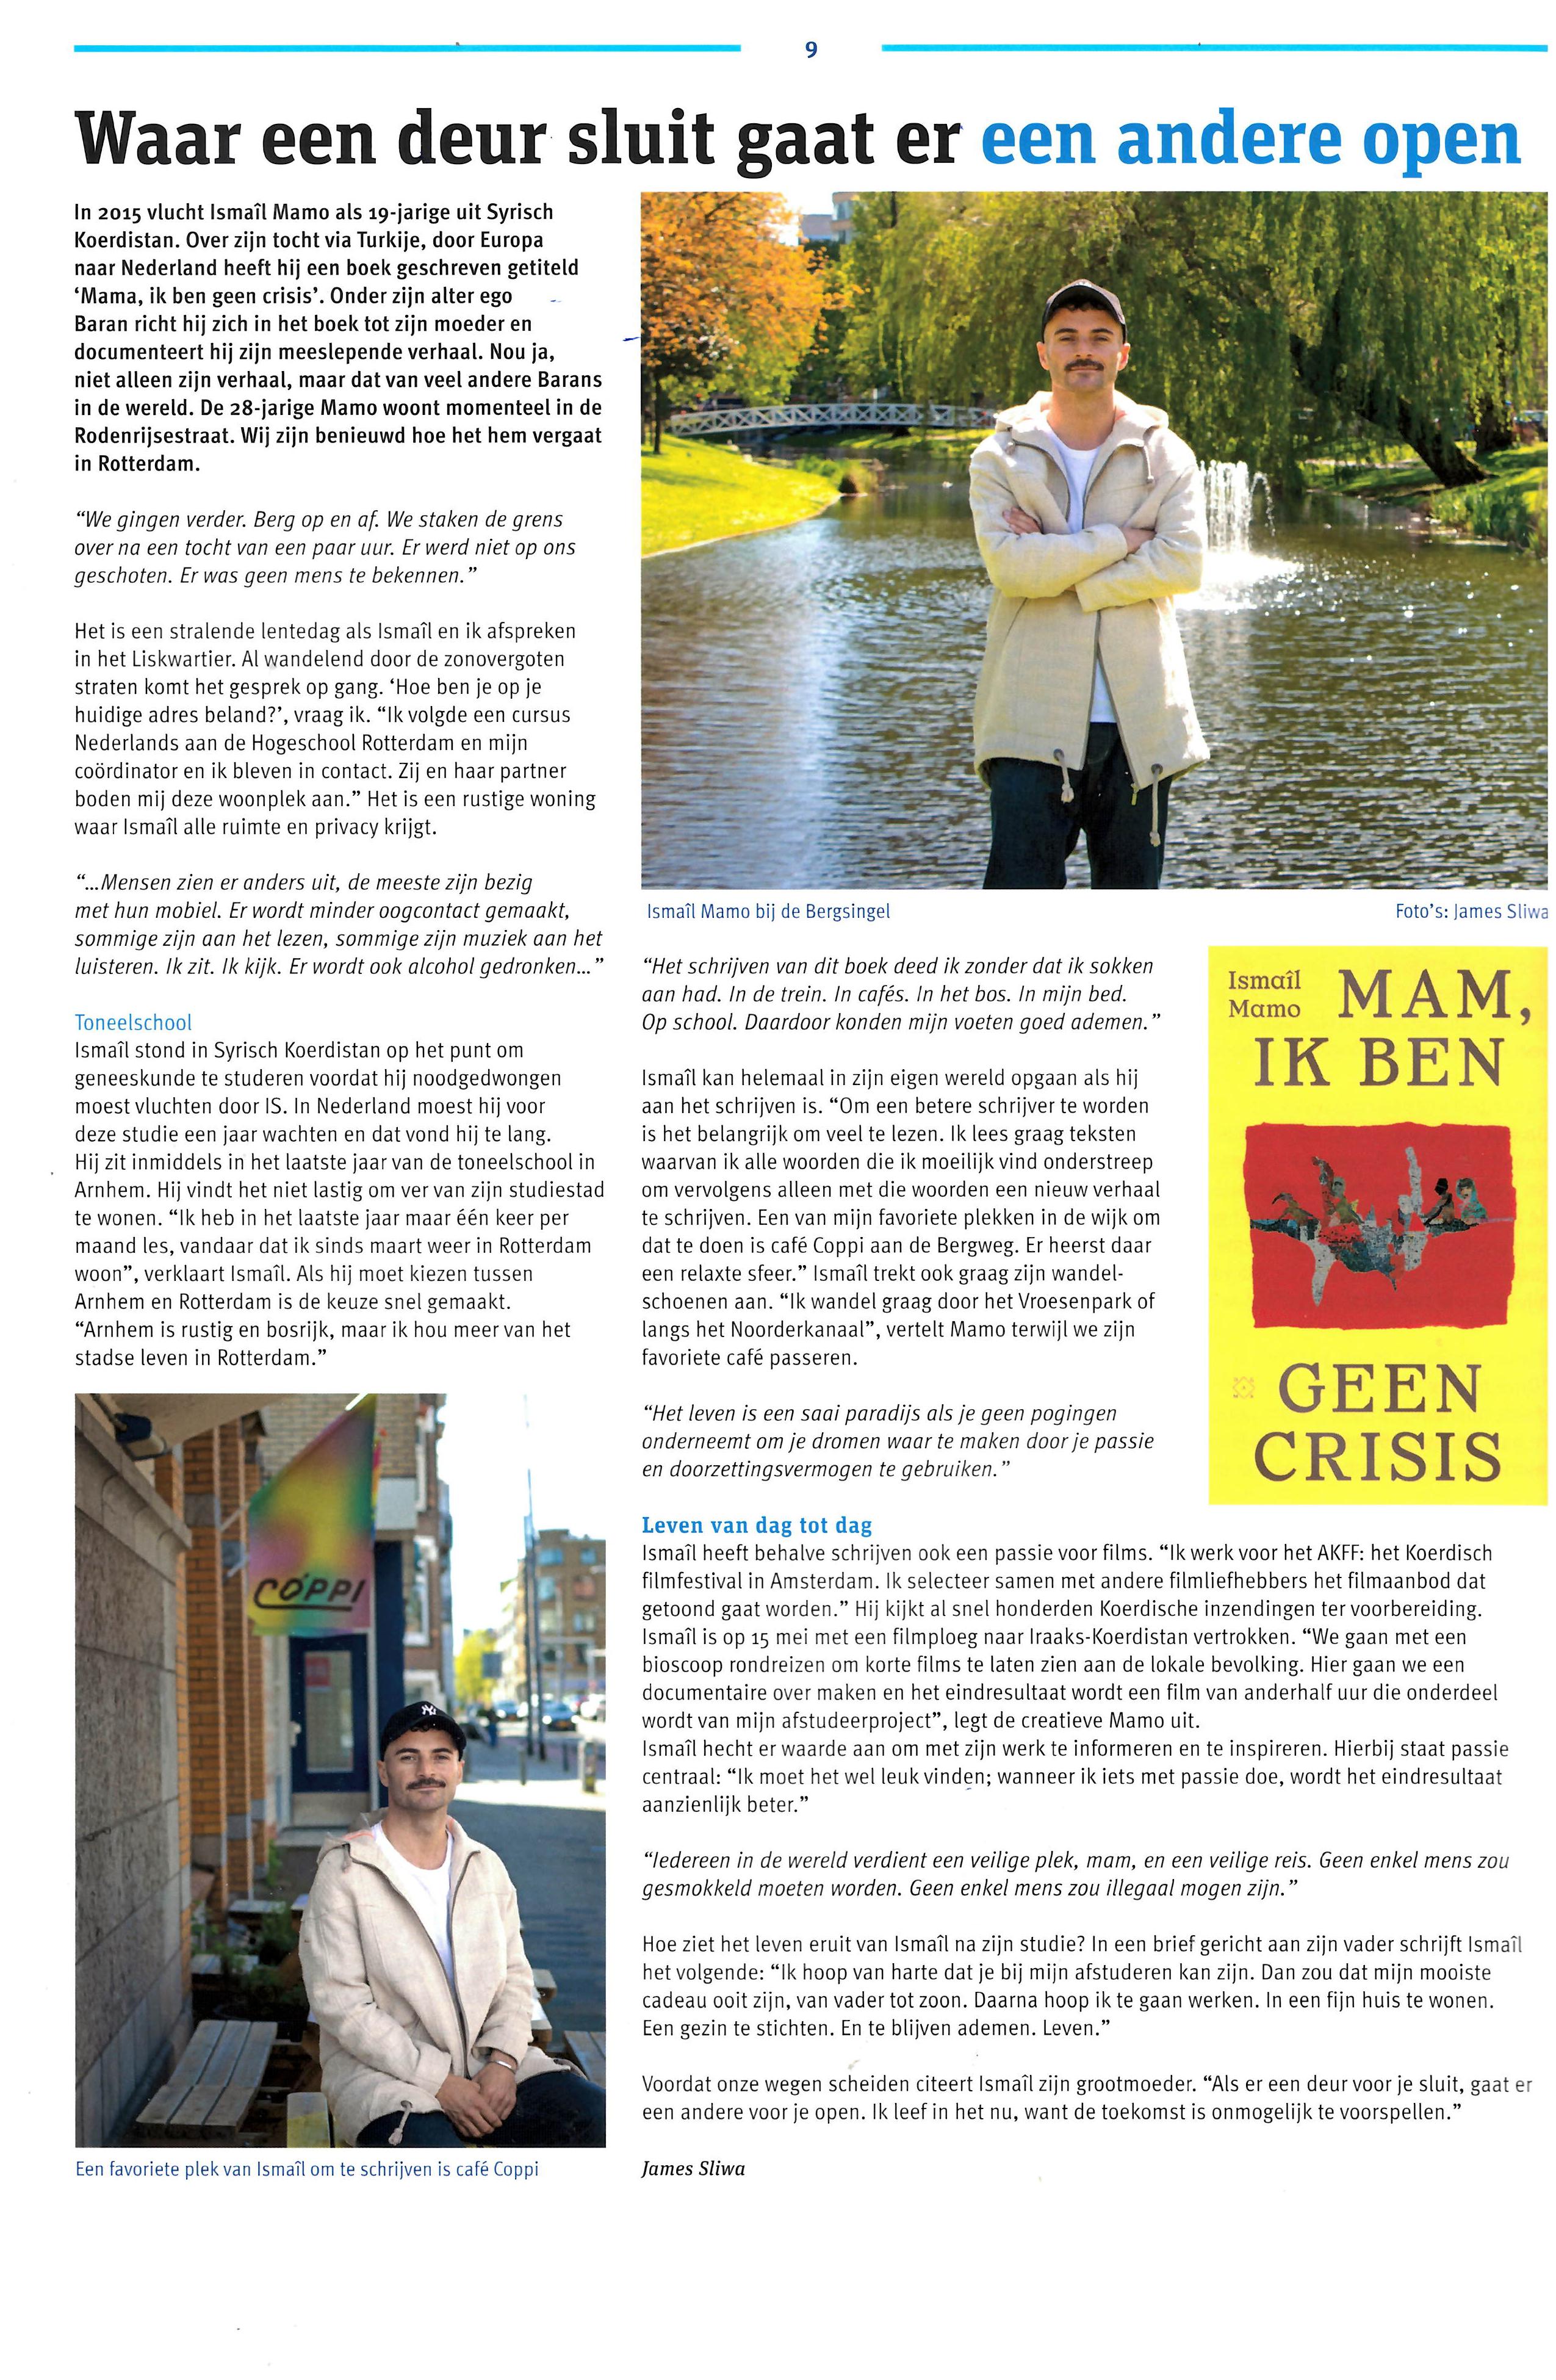 9
Waar een deur sluit gaat er een andere open
In 2015 vlucht Ismaîl Mamo als 19-jarige uit Syrisch
Koerdistan. Over zijn tocht via Turkije, door Europa
naar Nederland heeft hij een boek geschreven getiteld
‘Mama, ik ben geen crisis’. Onder zijn alter ego
Baran richt hij zich in het boek tot zijn moeder en
documenteert hij zijn meeslepende verhaal. Nou ja,
niet alleen zijn verhaal, maar dat van veel andere Barans
in de wereld. De 28-jarige Mamo woont momenteel in de
Rodenrijsestraat. Wij zijn benieuwd hoe het hem vergaat
in Rotterdam.
“We gingen verder. Berg op en af. We staken de grens
over na een tocht van een paar uur. Er werd niet op ons
geschoten. Er was geen mens te bekennen.”
Het is een stralende lentedag als Ismaîl en ik afspreken
in het Liskwartier. Al wandelend door de zonovergoten
straten komt het gesprek op gang. ‘Hoe ben je op je
huidige adres beland?’, vraag ik. “Ik volgde een cursus
Nederlands aan de Hogeschool Rotterdam en mijn
coördinator en ik bleven in contact. Zij en haar partner
boden mij deze woonplek aan.” Het is een rustige woning
waar Ismaîl alle ruimte en privacy krijgt.
“...Mensen zien er anders uit, de meeste zijn bezig
met hun mobiel. Er wordt minder oogcontact gemaakt,
sommige zijn aan het lezen, sommige zijn muziek aan het
luisteren. Ik zit. Ik kijk. Er wordt ook alcohol gedronken...”
Toneelschool
Ismaîl stond in Syrisch Koerdistan op het punt om
geneeskunde te studeren voordat hij noodgedwongen
moest vluchten door IS. In Nederland moest hij voor
deze studie een jaar wachten en dat vond hij te lang.
Hij zit inmiddels in het laatste jaar van de toneelschool in
Arnhem. Hij vindt het niet lastig om ver van zijn studiestad
te wonen. “Ik heb in het laatste jaar maar één keer per
maand les, vandaar dat ik sinds maart weer in Rotterdam
woon”, verklaart Ismaîl. Als hij moet kiezen tussen
Arnhem en Rotterdam is de keuze snel gemaakt.
“Arnhem is rustig en bosrijk, maar ik hou meer van het
stadse leven in Rotterdam.”
COPPI
Een favoriete plek van Ismaîl om te schrijven is café Coppi
Ismaîl Mamo bij de Bergsingel
Foto’s: James Sliwa
“Het schrijven van dit boek deed ik zonder dat ik sokken
aan had. In de trein. In cafés. In het bos. In mijn bed.
Op school. Daardoor konden mijn voeten goed ademen.”
Ismaîl kan helemaal in zijn eigen wereld opgaan als hij
aan het schrijven is. “Om een betere schrijver te worden
is het belangrijk om veel te lezen. Ik lees graag teksten
waarvan ik alle woorden die ik moeilijk vind onderstreep
om vervolgens alleen met die woorden een nieuw verhaal
te schrijven. Een van mijn favoriete plekken in de wijk om
dat te doen is café Coppi aan de Bergweg. Er heerst daar
een relaxte sfeer.” Ismaîl trekt ook graag zijn wandel-
schoenen aan. “Ik wandel graag door het Vroesenpark of
langs het Noorderkanaal”, vertelt Mamo terwijl we zijn
favoriete café passeren.
“Het leven is een saai paradijs als je geen pogingen
onderneemt om je dromen waar te maken door je passie
en doorzettingsvermogen te gebruiken.”
Ismaîl
Mamo
MAM,
IK BEN
GEEN
CRISIS
Leven van dag tot dag
Ismaîl heeft behalve schrijven ook een passie voor films. “Ik werk voor het AKFF: het Koerdisch
filmfestival in Amsterdam. Ik selecteer samen met andere filmliefhebbers het filmaanbod dat
getoond gaat worden.” Hij kijkt al snel honderden Koerdische inzendingen ter voorbereiding.
Ismaîl is op 15 mei met een filmploeg naar Iraaks-Koerdistan vertrokken. “We gaan met een
bioscoop rondreizen om korte films te laten zien aan de lokale bevolking. Hier gaan we een
documentaire over maken en het eindresultaat wordt een film van anderhalf uur die onderdeel
wordt van mijn afstudeerproject”, legt de creatieve Mamo uit.
Ismaîl hecht er waarde aan om met zijn werk te informeren en te inspireren. Hierbij staat passie
centraal: “Ik moet het wel leuk vinden; wanneer ik iets met passie doe, wordt het eindresultaat
aanzienlijk beter.”
“Iedereen in de wereld verdient een veilige plek, mam, en een veilige reis. Geen enkel mens zou
gesmokkeld moeten worden. Geen enkel mens zou illegaal mogen zijn.”
Hoe ziet het leven eruit van Ismaîl na zijn studie? In een brief gericht aan zijn vader schrijft Ismaîl
het volgende: “Ik hoop van harte dat je bij mijn afstuderen kan zijn. Dan zou dat mijn mooiste
cadeau ooit zijn, van vader tot zoon. Daarna hoop ik te gaan werken. In een fijn huis te wonen.
Een gezin te stichten. En te blijven ademen. Leven.”
Voordat onze wegen scheiden citeert Ismaîl zijn grootmoeder. “Als er een deur voor je sluit, gaat er
een andere voor je open. Ik leef in het nu, want de toekomst is onmogelijk te voorspellen.”
James Sliwa